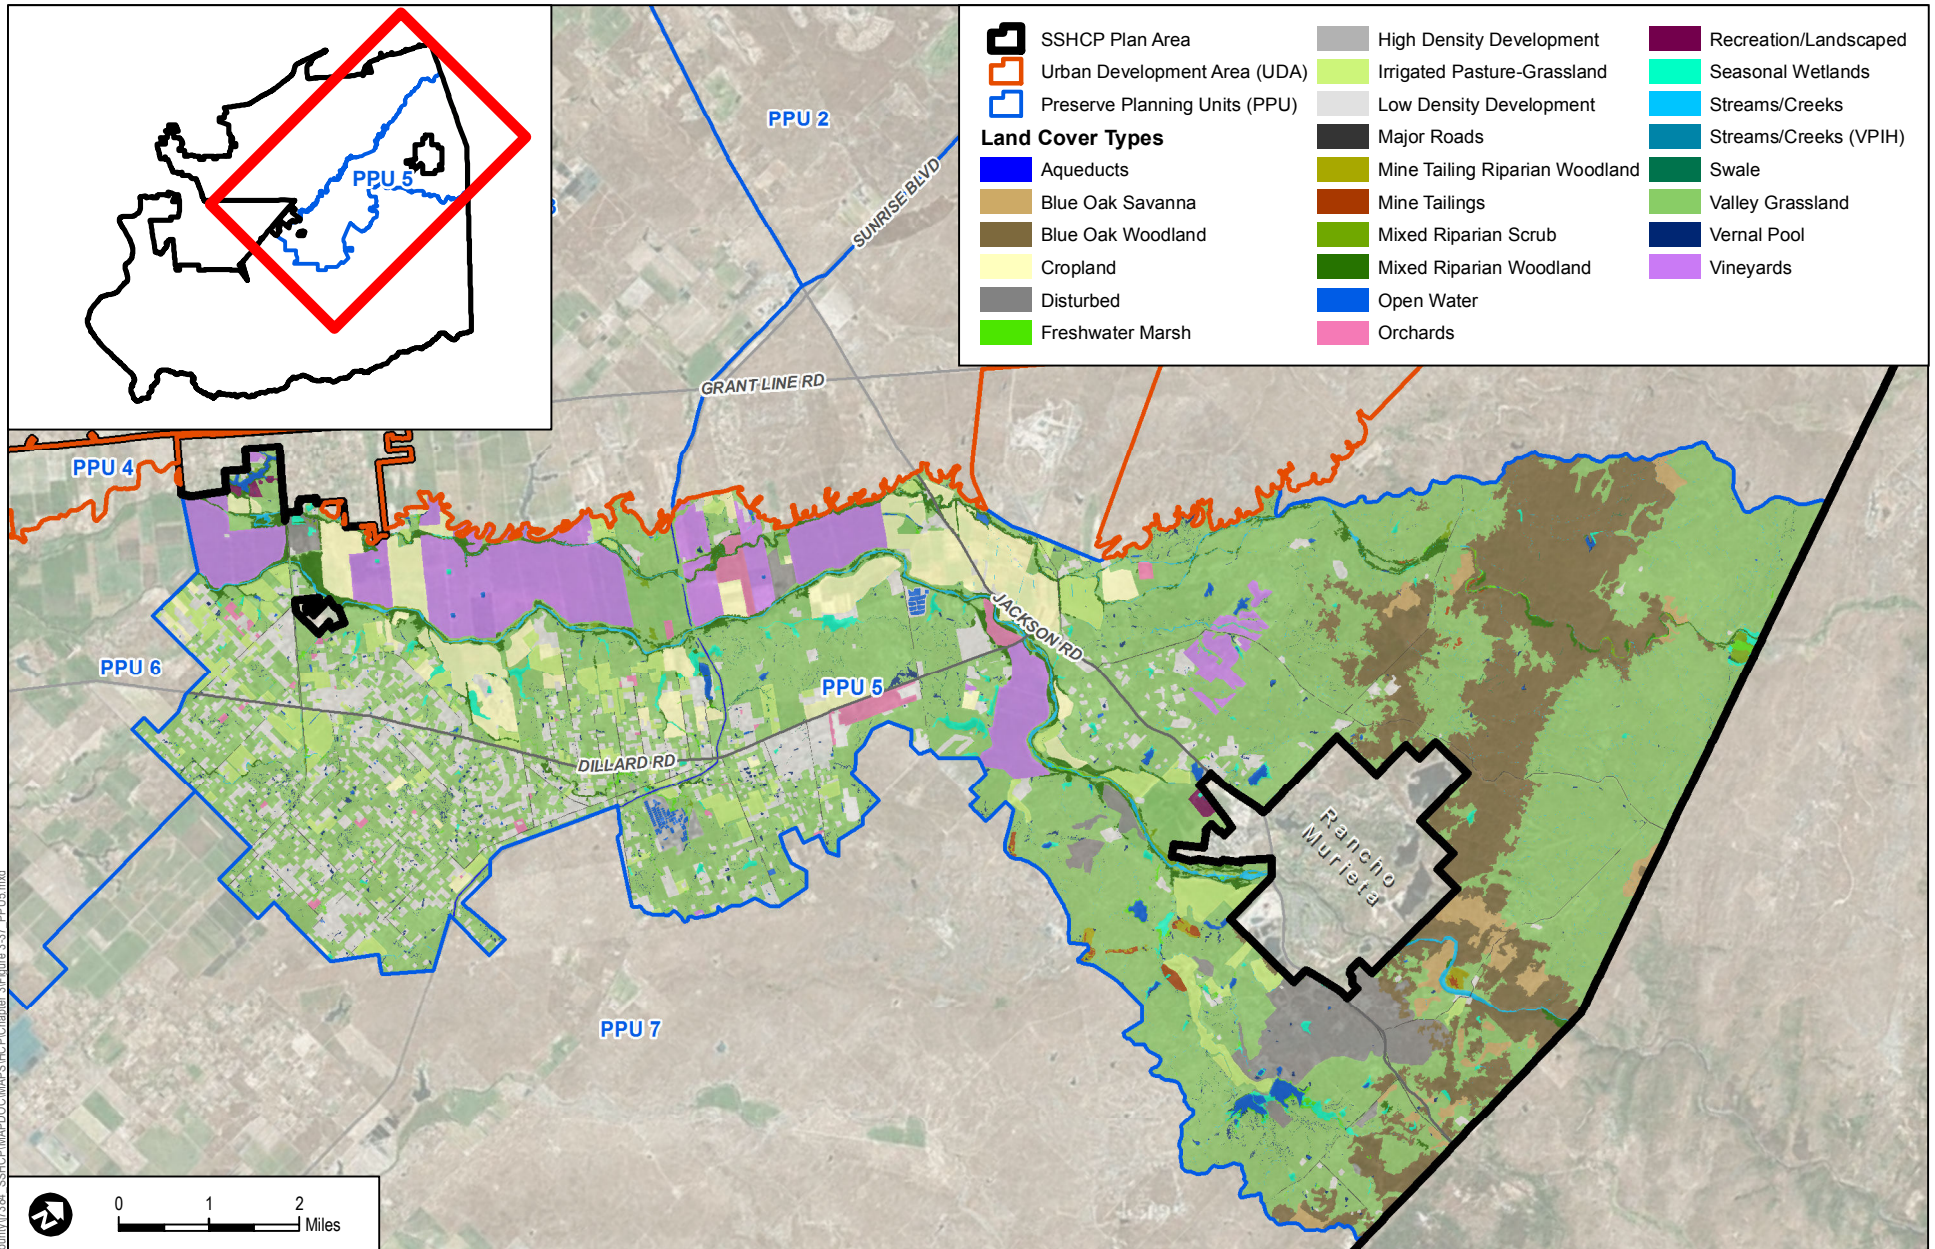 PPU 5
SSHCP Plan Area
Urban Development Area (UDA)
Preserve Planning Units (PPU)
Land Cover Types
Aqueducts
Blue Oak Savanna
Blue Oak Woodland
Cropland
Disturbed
Freshwater Marsh
High Density Development
Irrigated Pasture-Grassland
Low Density Development
Major Roads
Mine Tailing Riparian Woodland
Mine Tailings
Mixed Riparian Scrub
Mixed Riparian Woodland
Open Water
Orchards
Recreation/Landscaped
Seasonal Wetlands
Streams/Creeks
Streams/Creeks (VPIH)
Swale
Valley Grassland
Vernal Pool
Vineyards
PPU 2
SUNRISE BLVD
GRANT LINE RD
PPU 4
JACKSON RD
PPU 6
PPU 5
DILLARD RD
Rancho
Murieta
PPU 7
N
0 1 2
Miles